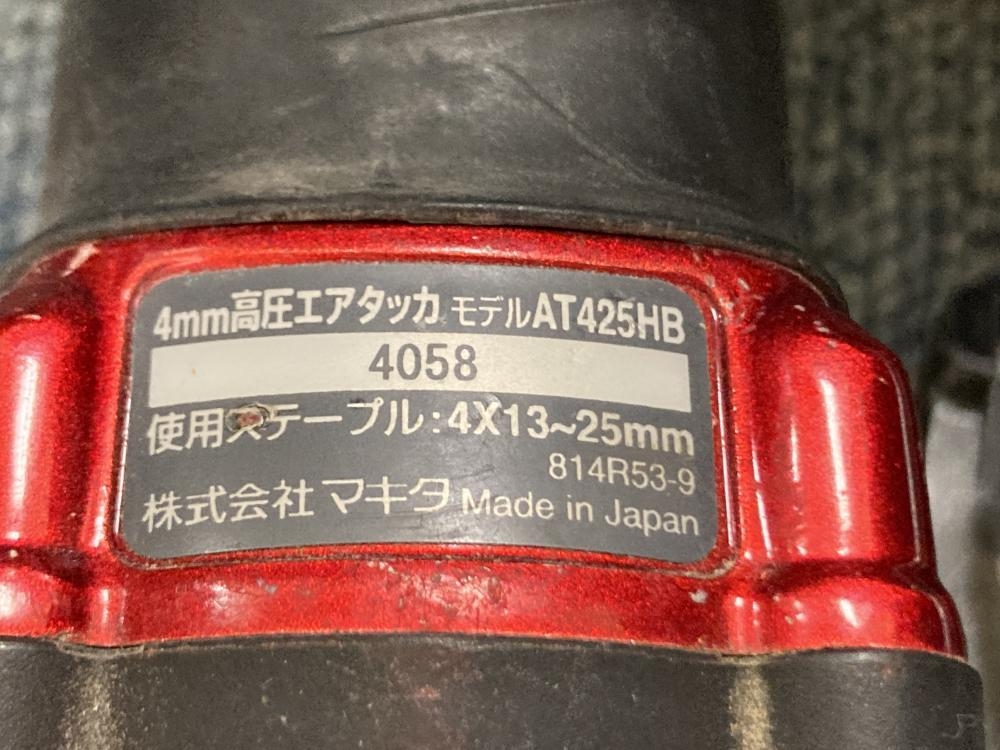 4mm高圧エアタッカ モデルAT425HB
4058
使用ステープル:4X13~25mm
814R53-9
株式会社マキタ Made in Japan